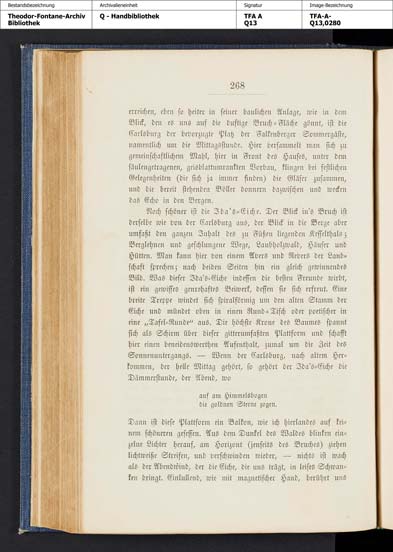 Bestandsbezeichnung
Archivalieneinheit
Signatur
Image-Bezeichnung
Theodor-Fontane-Archiv
Bibliothek
Q - Handbibliothek
TFA A
Q13
TFA-A-
Q13,0280
268
erreichen, eben so heiter in seiner baulichen Anlage, wie in dem
Blick, den es uns auf die duftige Bruch-Fläche gönnt, ist die
Carlsburg der bevorzugte Platz der Falkenberger Sommergäste,
namentlich um die Mittagsstunde. Hier versammelt man sich zu
gemeinschaftlichem Mahl, hier in Front des Hauses, unter dem
säulengetragenen, geisblattumrankten Vorbau, klingen bei festlichen
Gelegenheiten (die sich ja immer finden) die Gläser zusammen,
und die bereit stehenden Böller donnern dazwischen und wecken
das Echo in den Bergen.
Noch schöner ist die Ida's-Eiche. Der Blick in's Bruch ist
derselbe wie von der Carlsburg aus, der Blick in die Berge aber
umfaßt den ganzen Inhalt des zu Füßen liegenden Kesselthals;
Berglehnen und geschlungene Wege, Laubholzwald, Häuser und
Hütten. Man kann hier von einem Avers und Revers der Land-
schaft sprechen; nach beiden Seiten hin ein gleich gewinnendes
Bild. Was dieser Ida's-Eiche indessen die besten Freunde wirbt,
ist ein gewisses genrehaftes Beiwerk, dessen sie sich erfreut. Eine
breite Treppe windet sich spiralförmig um den alten Stamm der
Eiche und mündet oben in einen Rund-Tisch oder poetischer in
eine „Tafel-Runde" aus. Die höchste Krone des Baumes spannt
sich als Schirm über dieser gitterumfaßten Plattform und schafft
hier einen beneidenswerthen Aufenthalt, zumal um die Zeit des
Sonnenuntergangs. — Wenn der Carlsburg, nach altem Her-
kommen, der helle Mittag gehört, so gehört der Ida's-Eiche die
Dämmerstunde, der Abend, wo
auf am Himmelsbogen
die goldnen Sterne zogen.
Dann ist diese Plattform ein Balkon, wie ich hierlandes auf kei-
nem schöneren gesessen. Aus dem Dunkel des Waldes blinken ein-
zelne Lichter herauf, am Horizont (jenseits des Bruches) ziehen
lichtweiße Streifen, und verschwinden wieder, — nichts ist wach
als der Abendwind, der die Eiche, die uns trägt, in leises Schwan-
ken bringt. Einlullend, wie mit magnetischer Hand, berührt uns